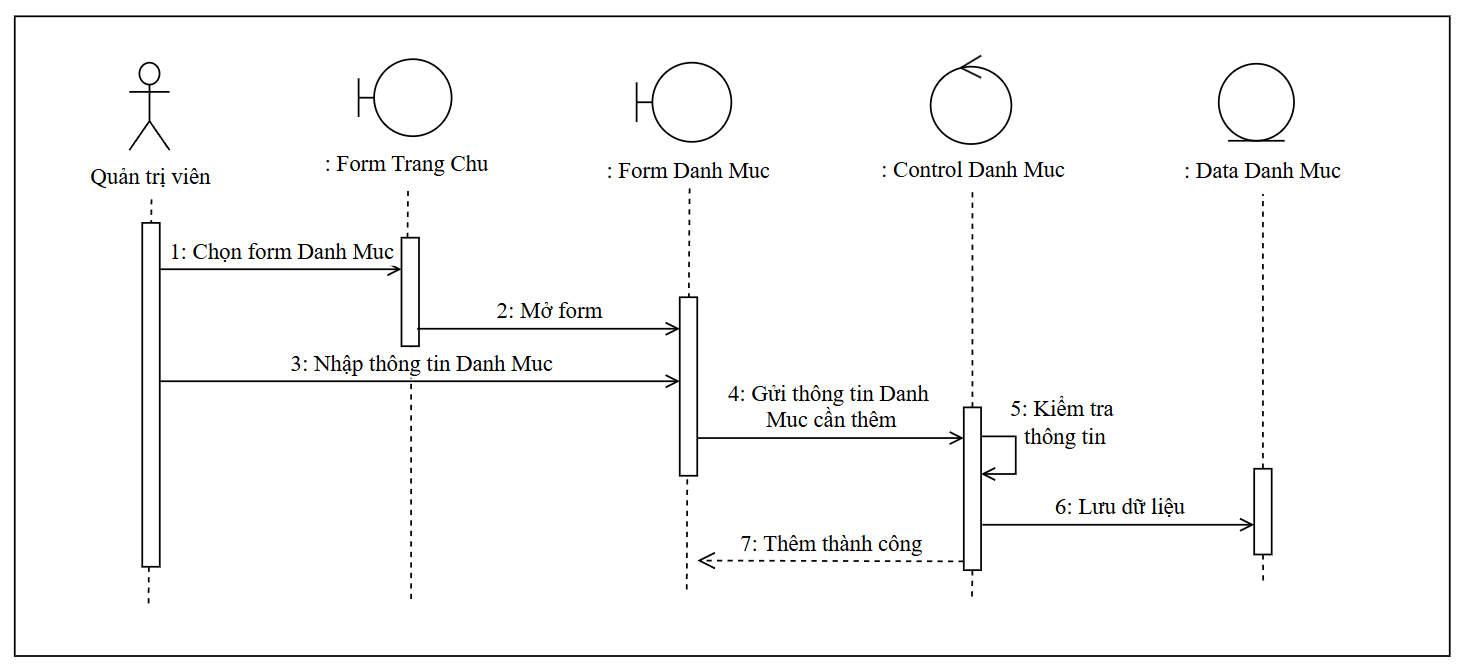 Quản trị viên
: Form Trang Chu
: Form Danh Muc
: Control Danh Muc
: Data Danh Muc
1: Chọn form Danh Muc
2: Mở form
3: Nhập thông tin Danh Muc
4: Gửi thông tin Danh
Muc cần thêm
5: Kiểm tra
thông tin
6: Lưu dữ liệu
7: Thêm thành công